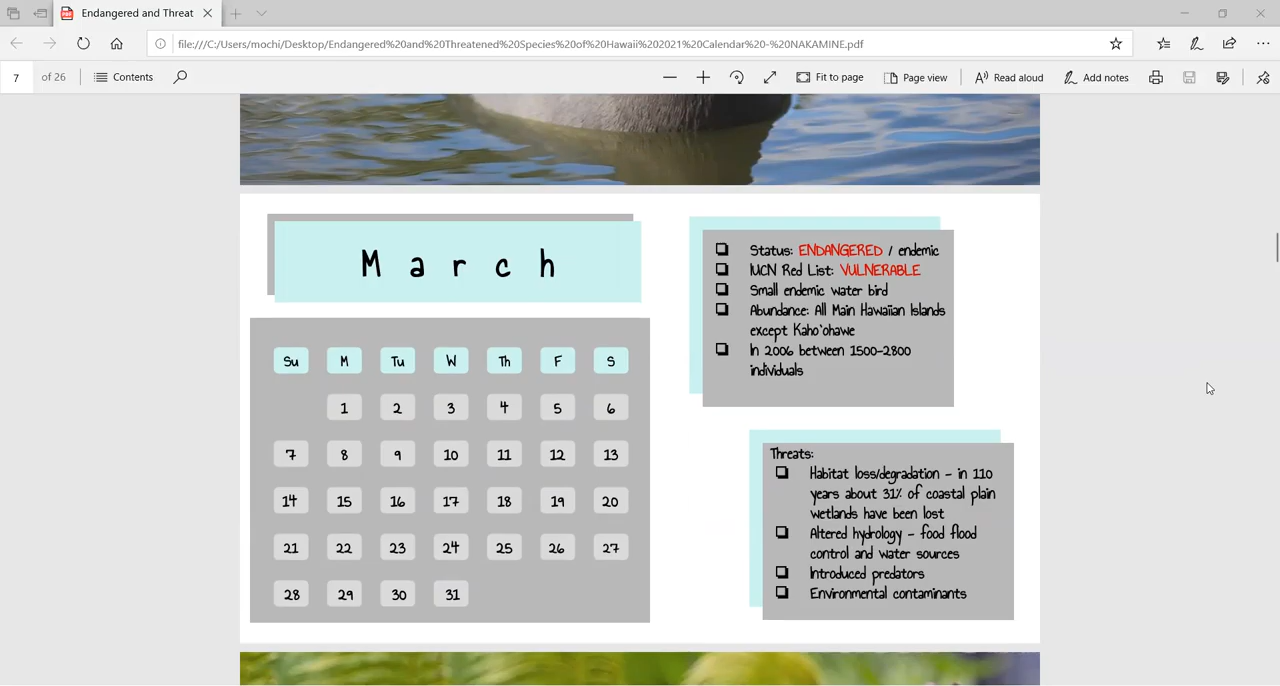 Endangered and Threat
file:///C:/Users/mochi/Desktop/Endangered%20and%20Threatened%20Species%20of%20Hawaii%202021%20Calendar%20-%20NAKAMINE.pdf
7 of 26 Contents Fit to page Page view Read aloud Add notes
March
Su M Tu W Th F S
1 2 3 4 5 6
7 8 9 10 11 12 13
14 15 16 17 18 19 20
21 22 23 24 25 26 27
28 29 30 31
Status: ENDANGERED / endemic
IUCN Red List: VULNERABLE
Small endemic water bird
Abundance: All Main Hawaiian Islands
except Kaho`ohawe
In 2006 between 1500-2800
individuals
Threats:
Habitat loss/degradation - in 110
years about 31% of coastal plain
wetlands have been lost
Altered hydrology - food flood
control and water sources
Introduced predators
Environmental contaminants